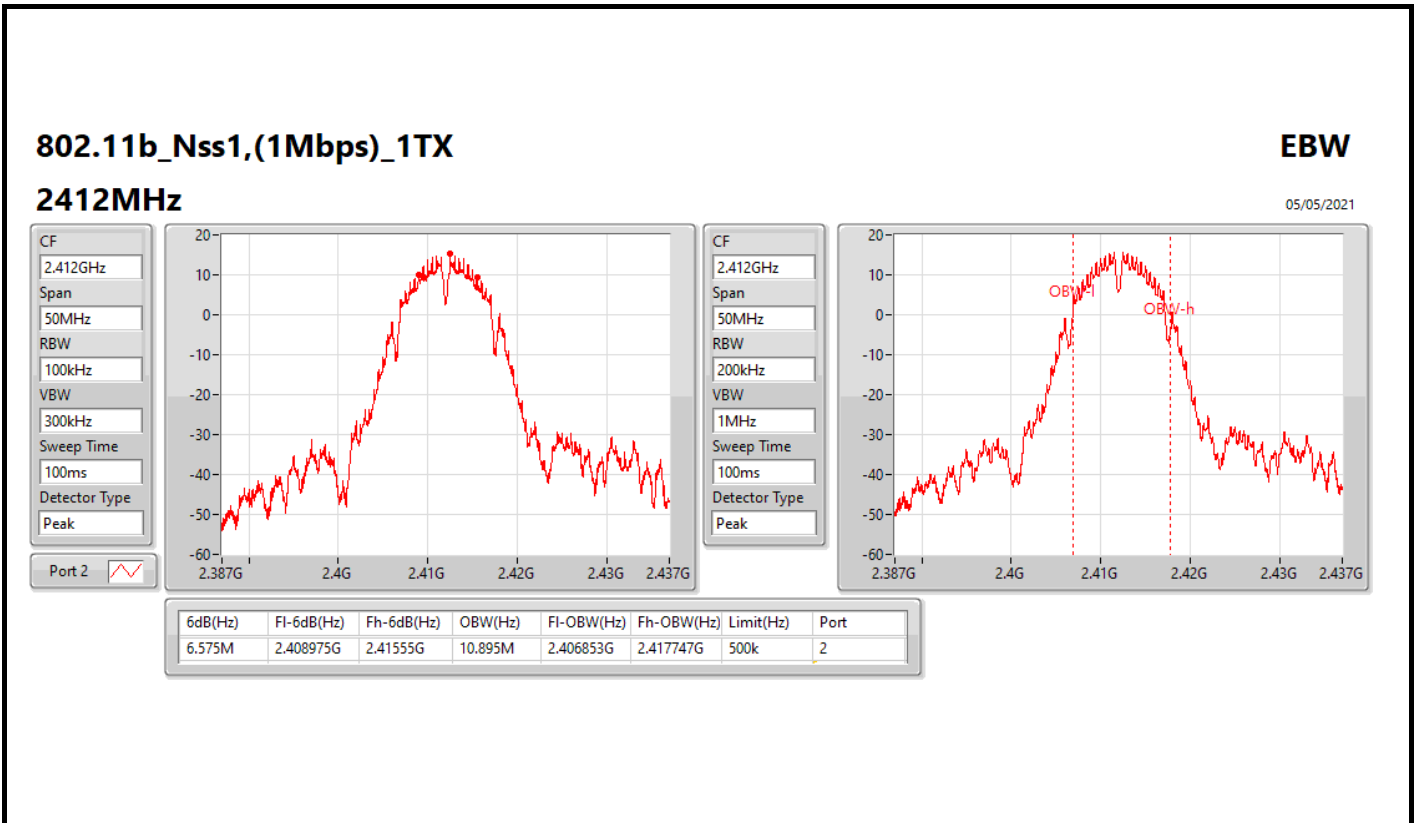 802.11b_Nss1,(1Mbps)_1TX
EBW
2412MHz
05/05/2021
CF
2.412GHz
Span
50MHz
RBW
100kHz
VBW
300kHz
Sweep Time
100ms
Detector Type
Peak
Port 2
20
10
0
-10
-20
-30
-40
-50
-60
2.387G 2.4G 2.41G 2.42G 2.43G 2.437G
CF
2.412GHz
Span
50MHz
RBW
200kHz
VBW
1MHz
Sweep Time
100ms
Detector Type
Peak
20
10
0
-10
-20
-30
-40
-50
-60
OBW-l
OBW-h
2.387G 2.4G 2.41G 2.42G 2.43G 2.437G
6dB(Hz) Fl-6dB(Hz) Fh-6dB(Hz) OBW(Hz) Fl-OBW(Hz) Fh-OBW(Hz) Limit(Hz) Port
6.575M 2.408975G 2.41555G 10.895M 2.406853G 2.417747G 500k 2